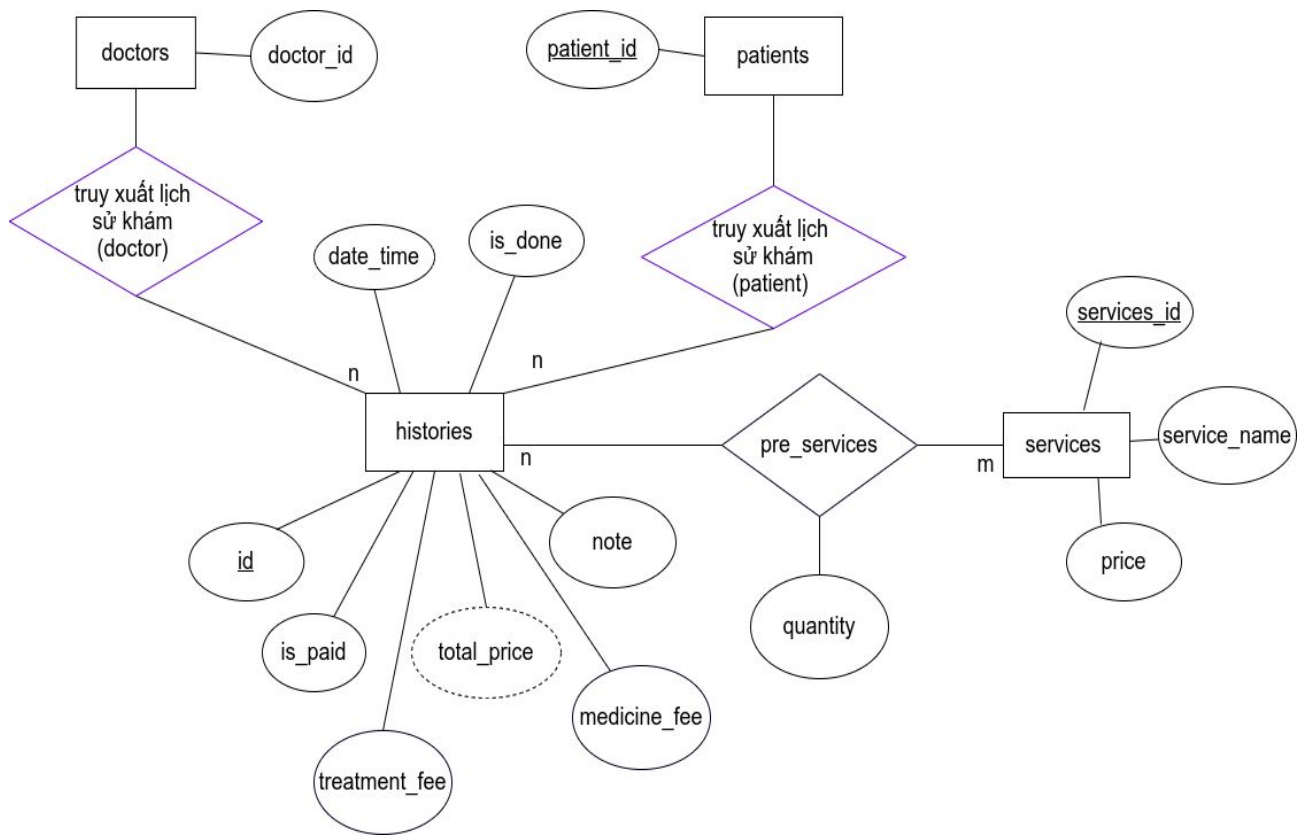 doctors
doctor_id
patient_id
patients
truy xuất lịch
sử khám
(doctor)
truy xuất lịch
sử khám
(patient)
date_time
is_done
services_id
n
n
histories
n
pre_services
m
services
service_name
id
note
price
is_paid
total_price
quantity
medicine_fee
treatment_fee